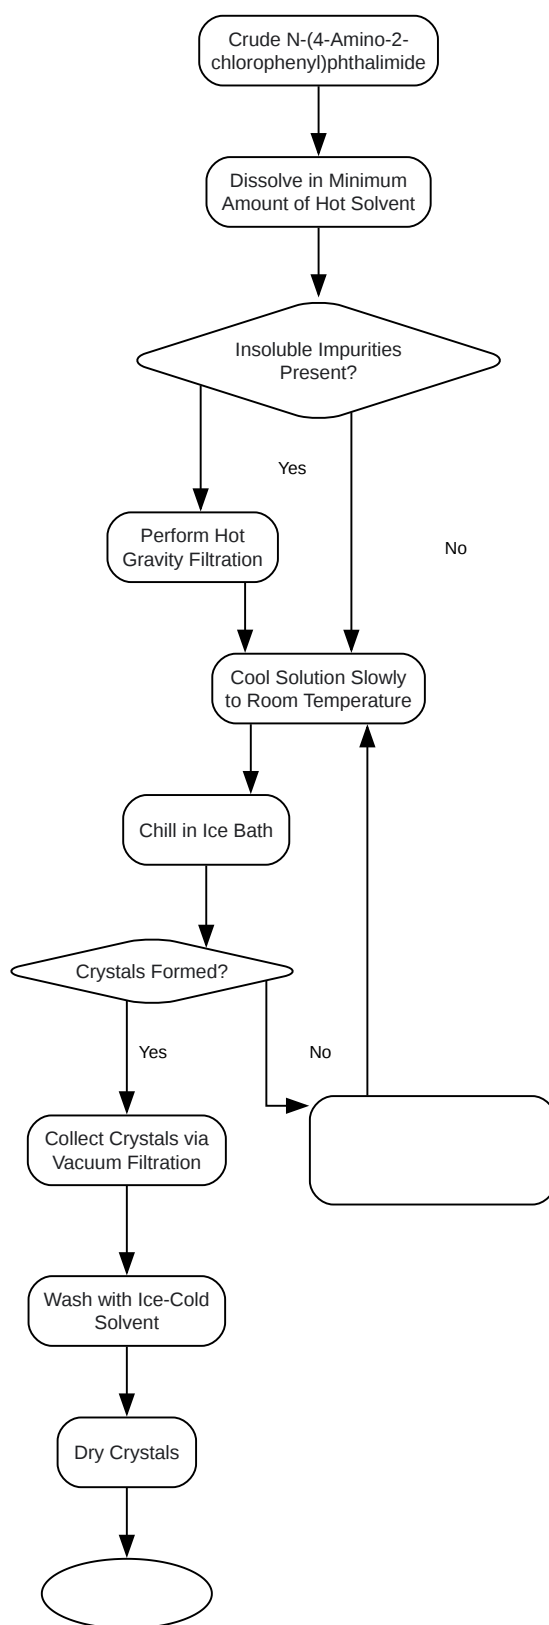 Crude N-(4-Amino-2-
chlorophenyl)phthalimide
Dissolve in Minimum
Amount of Hot Solvent
Insoluble Impurities
Present?
Yes
Perform Hot
Gravity Filtration
No
Cool Solution Slowly
to Room Temperature
Chill in Ice Bath
Crystals Formed?
Yes
No
Collect Crystals via
Vacuum Filtration
Wash with Ice-Cold
Solvent
Dry Crystals